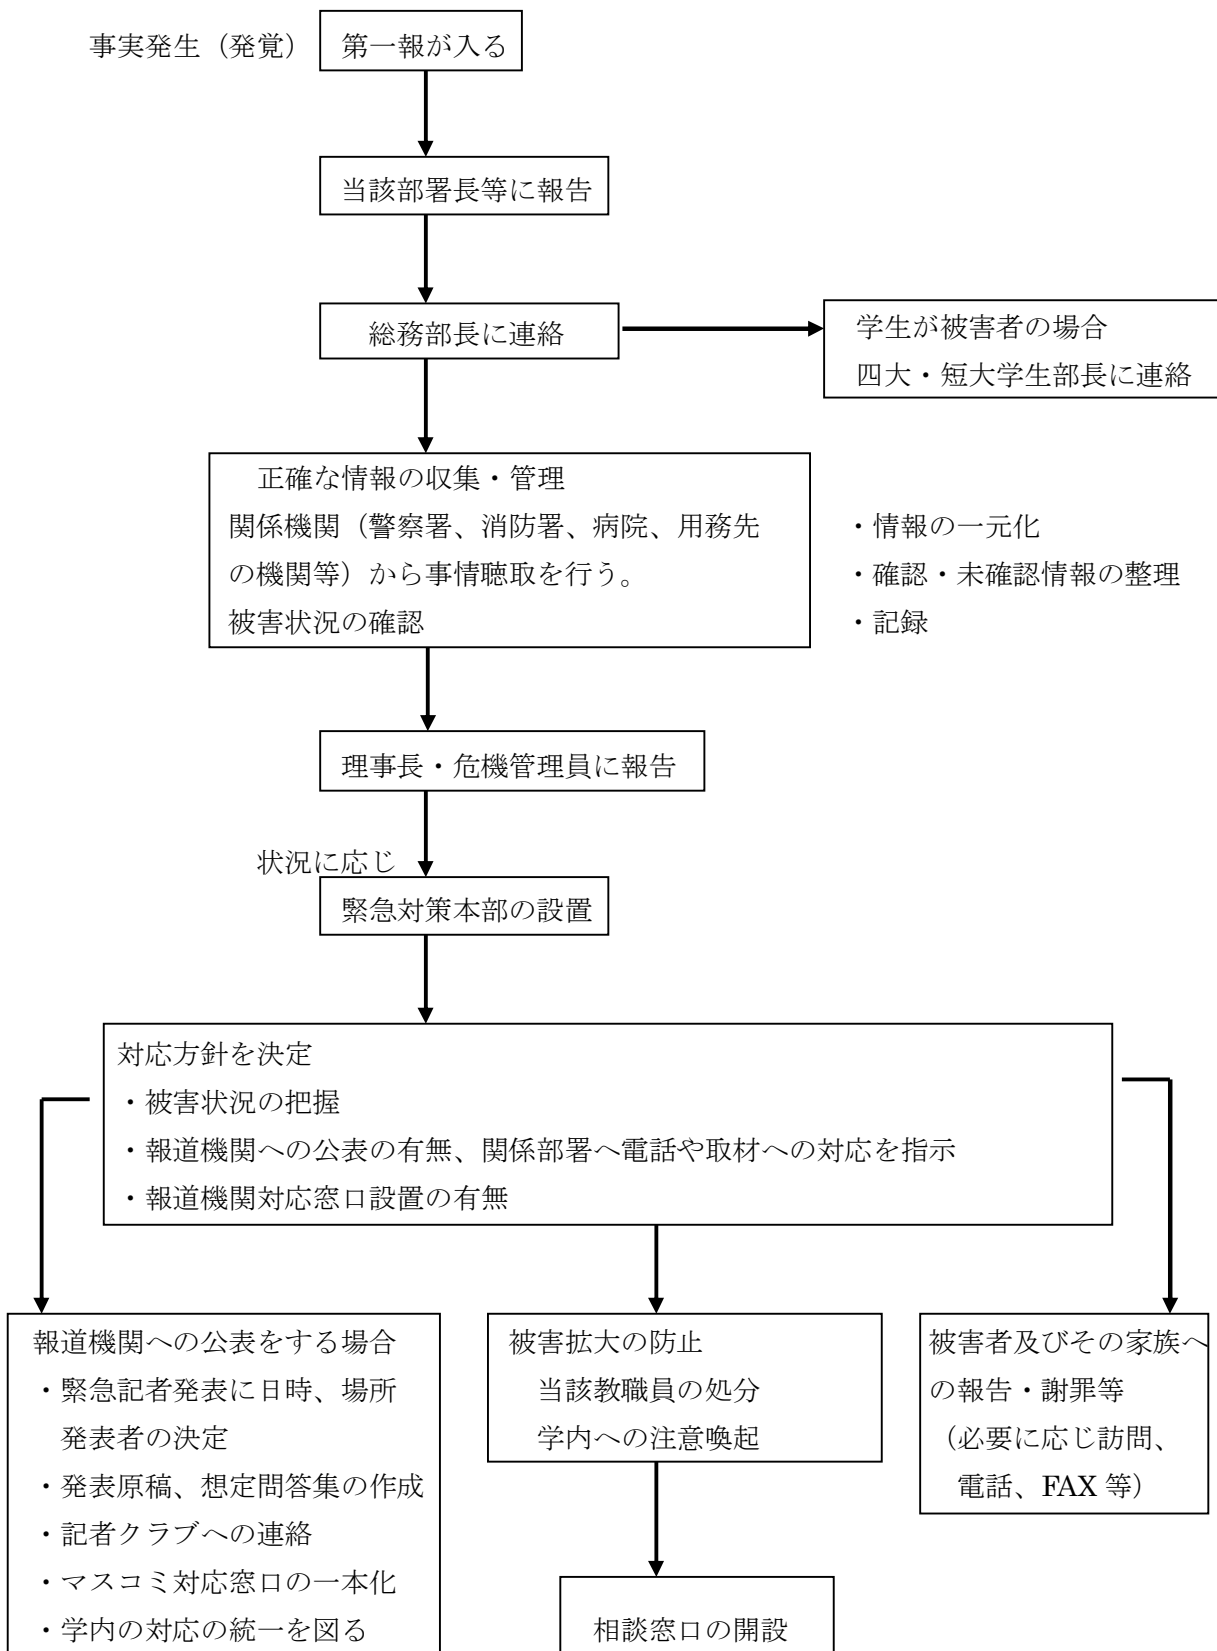 事実発生（発覚）
第一報が入る
当該部署長等に報告
総務部長に連絡
学生が被害者の場合
四大・短大学生部長に連絡
正確な情報の収集・管理
関係機関（警察署、消防署、病院、用務先
の機関等）から事情聴取を行う。
被害状況の確認
・情報の一元化
・確認・未確認情報の整理
・記録
理事長・危機管理員に報告
状況に応じ
緊急対策本部の設置
対応方針を決定
・被害状況の把握
・報道機関への公表の有無、関係部署へ電話や取材への対応を指示
・報道機関対応窓口設置の有無
報道機関への公表をする場合
・緊急記者発表に日時、場所
発表者の決定
・発表原稿、想定問答集の作成
・記者クラブへの連絡
・マスコミ対応窓口の一本化
・学内の対応の統一を図る
被害拡大の防止
当該教職員の処分
学内への注意喚起
相談窓口の開設
被害者及びその家族へ
の報告・謝罪等
（必要に応じ訪問、
電話、FAX 等）